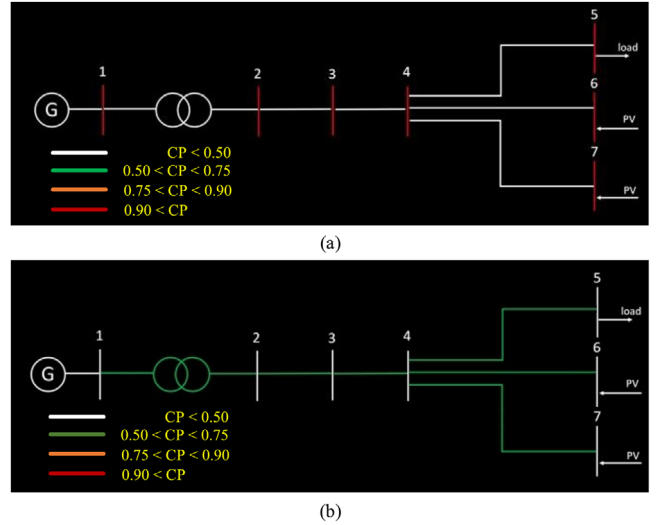 5
load
1
2
3
4
6
G
PV
CP < 0.50
7
0.50 < CP < 0.75
0.75 < CP < 0.90
PV
0.90 < CP
(a)
5
load
1
2
3
4
6
G
PV
CP < 0.50
7
0.50 < CP < 0.75
0.75 < CP < 0.90
PV
0.90 < CP
(b)